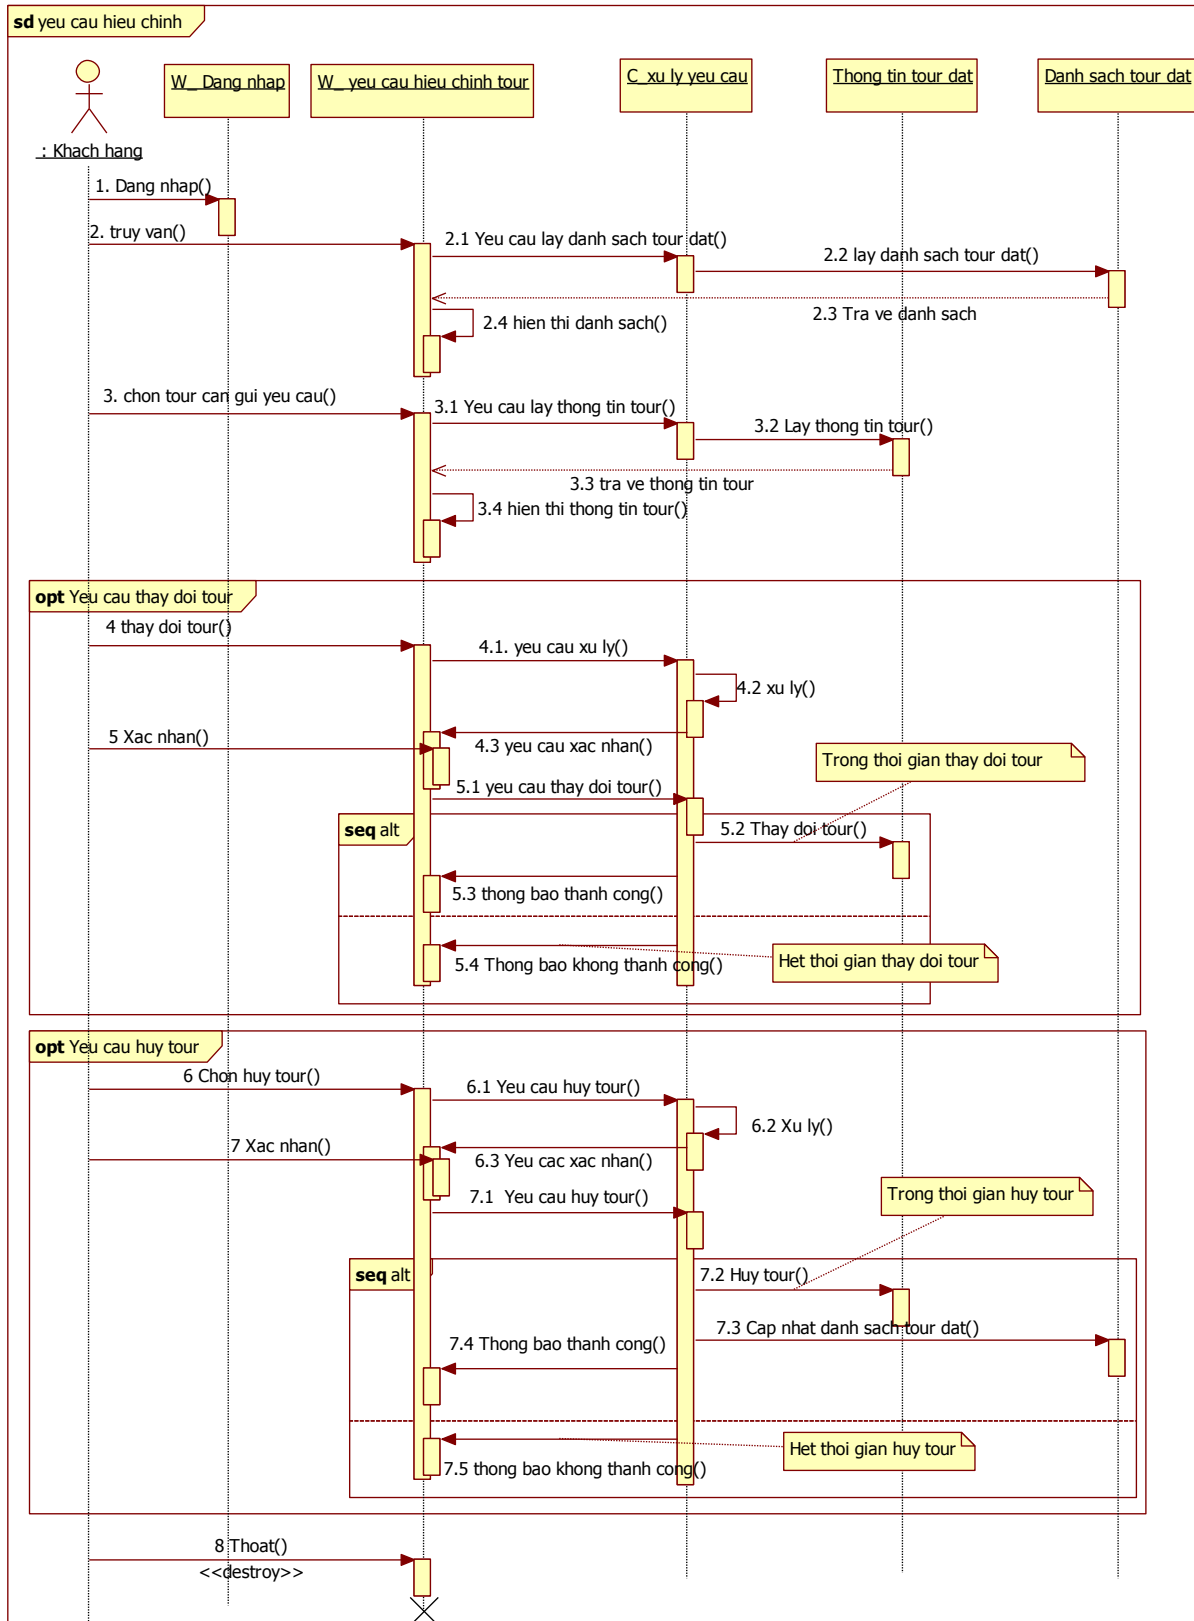 sd yeu cau hieu chinh
W_ Dang nhap
W_ yeu cau hieu chinh tour
C_xu ly yeu cau
Thong tin tour dat
Danh sach tour dat
: Khach hang
1. Dang nhap()
2. truy van()
2.1 Yeu cau lay danh sach tour dat()
2.2 lay danh sach tour dat()
2.3 Tra ve danh sach
2.4 hien thi danh sach()
3. chon tour can gui yeu cau()
3.1 Yeu cau lay thong tin tour()
3.2 Lay thong tin tour()
3.3 tra ve thong tin tour
3.4 hien thi thong tin tour()
opt Yeu cau thay doi tour
4 thay doi tour()
4.1. yeu cau xu ly()
4.2 xu ly()
5 Xac nhan()
4.3 yeu cau xac nhan()
Trong thoi gian thay doi tour
5.1 yeu cau thay doi tour()
seq alt
5.2 Thay doi tour()
5.3 thong bao thanh cong()
5.4 Thong bao khong thanh cong()
Het thoi gian thay doi tour
opt Yeu cau huy tour
6 Chon huy tour()
6.1 Yeu cau huy tour()
6.2 Xu ly()
7 Xac nhan()
6.3 Yeu cac xac nhan()
Trong thoi gian huy tour
7.1  Yeu cau huy tour()
seq alt
7.2 Huy tour()
7.3 Cap nhat danh sach tour dat()
7.4 Thong bao thanh cong()
Het thoi gian huy tour
7.5 thong bao khong thanh cong()
8 Thoat()
<<destroy>>